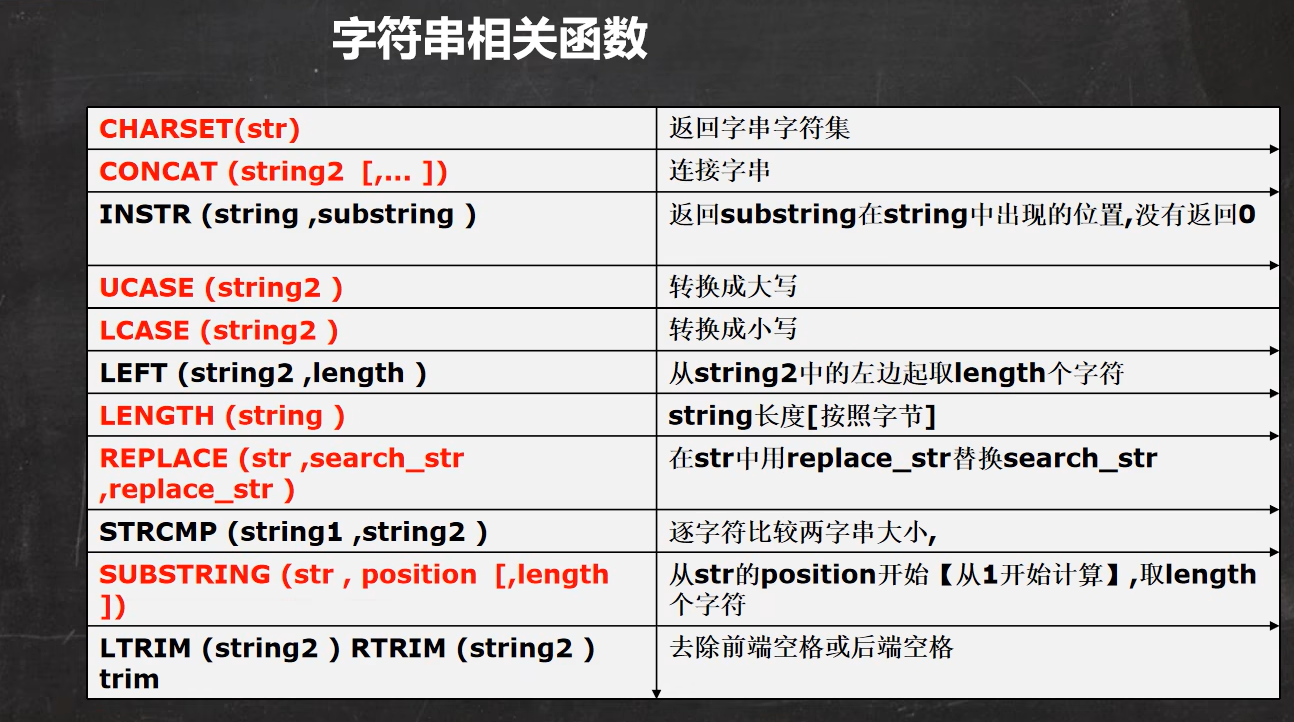 字符串相关函数
CHARSET(str)
返回字串字符集
CONCAT (string2  [,... ])
连接字串
INSTR (string ,substring )
返回substring在string中出现的位置,没有返回0
UCASE (string2 )
转换成大写
LCASE (string2 )
转换成小写
LEFT (string2 ,length )
从string2中的左边起取length个字符
LENGTH (string )
string长度[按照字节]
REPLACE (str ,search_str
,replace_str )
在str中用replace_str替换search_str
STRCMP (string1 ,string2 )
逐字符比较两字串大小,
SUBSTRING (str , position  [,length
])
从str的position开始【从1开始计算】,取length
个字符
LTRIM (string2 ) RTRIM (string2 )
trim
去除前端空格或后端空格